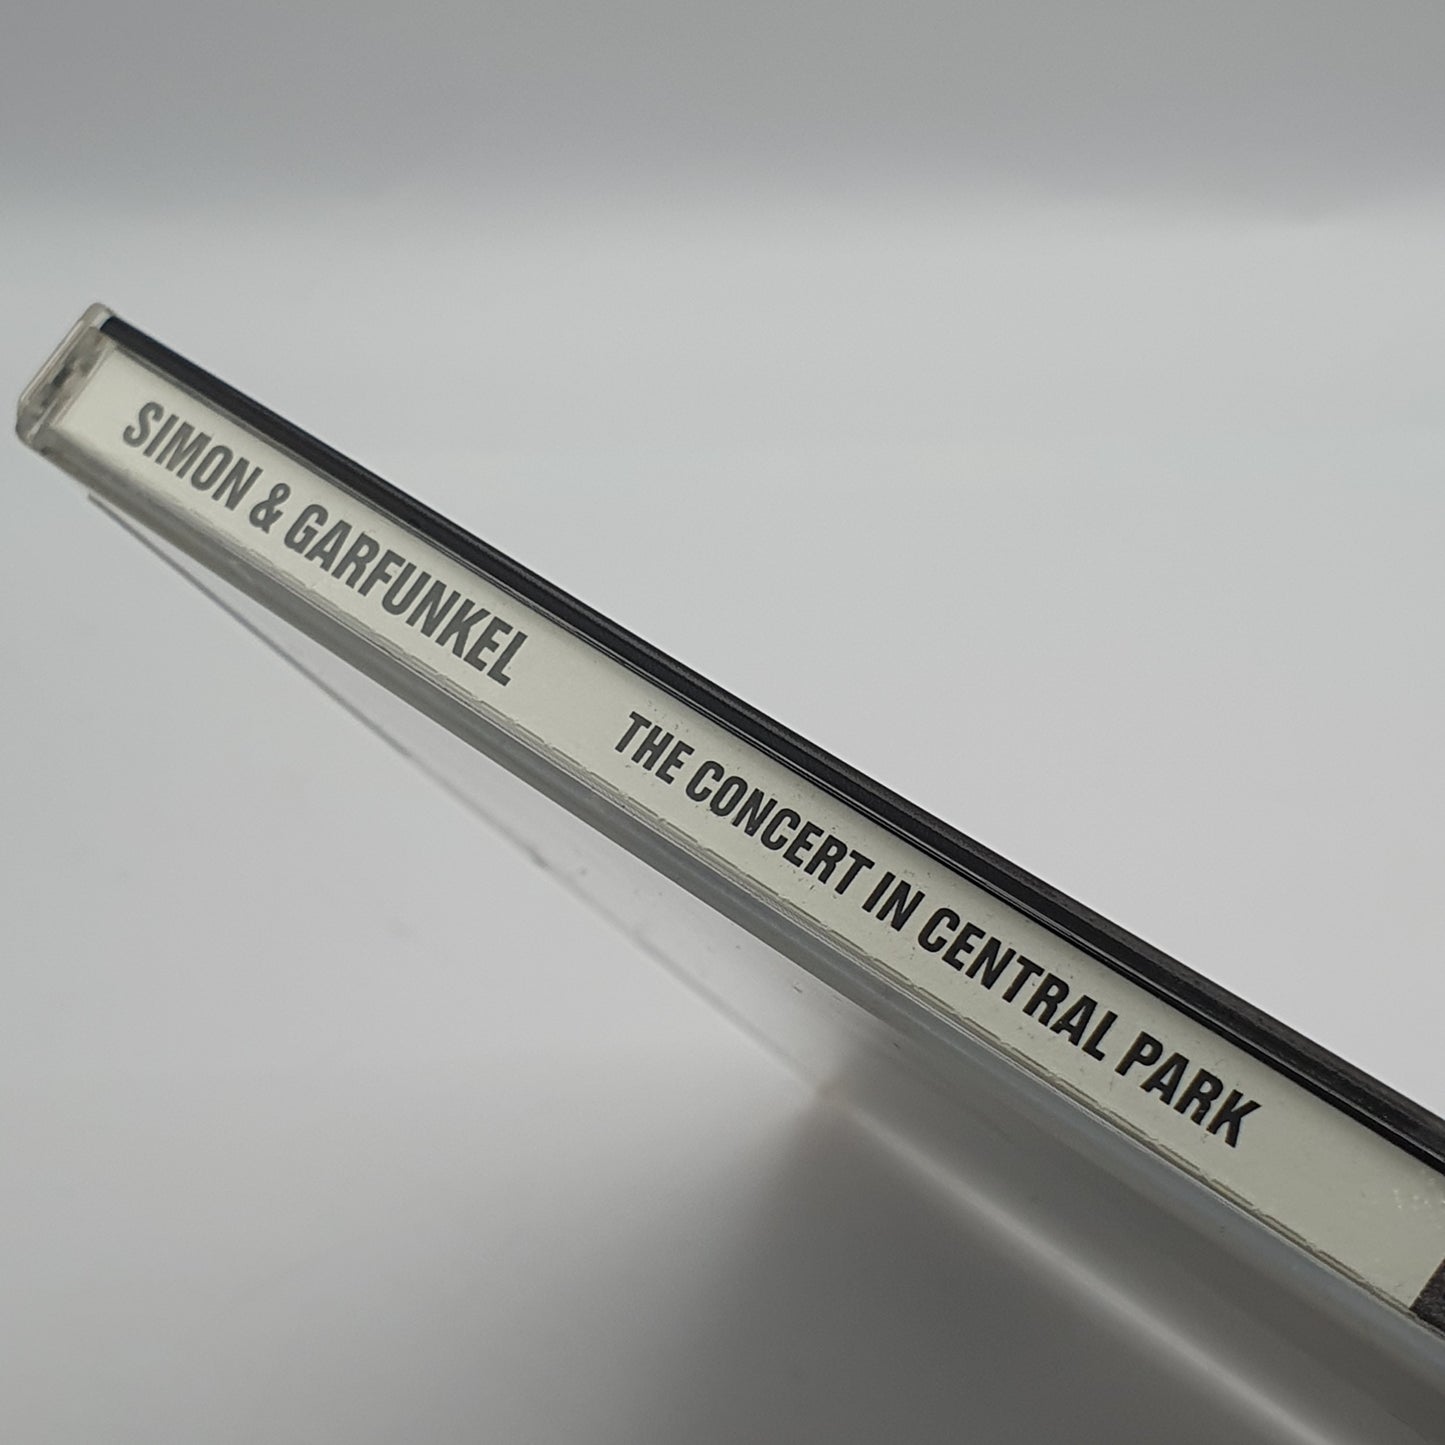 SIMON & GARFUNKEL THE CONCERT IN CENTRAL PARK